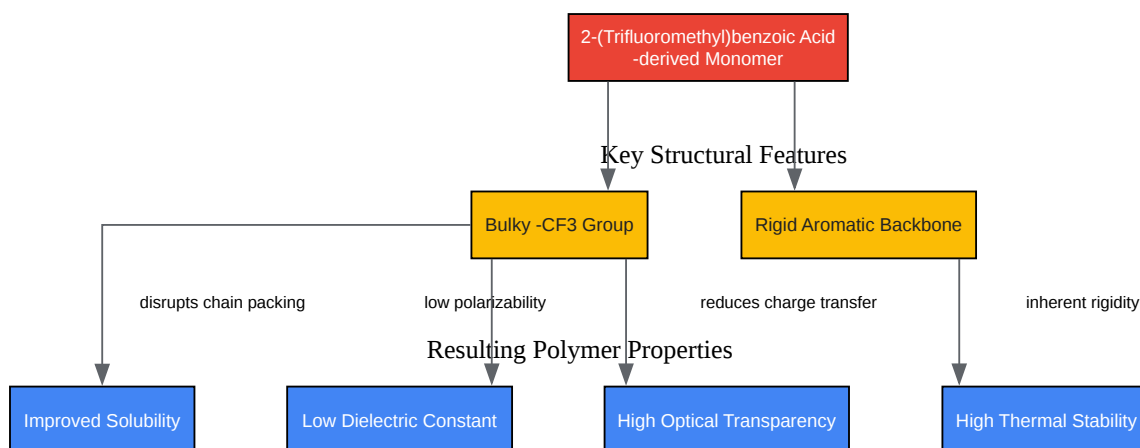 2-(Trifluoromethyl)benzoic Acid
-derived Monomer
Key Structural Features
Bulky -CF3 Group
Rigid Aromatic Backbone
disrupts chain packing
low polarizability
reduces charge transfer
inherent rigidity
Resulting Polymer Properties
Improved Solubility
Low Dielectric Constant
High Optical Transparency
High Thermal Stability